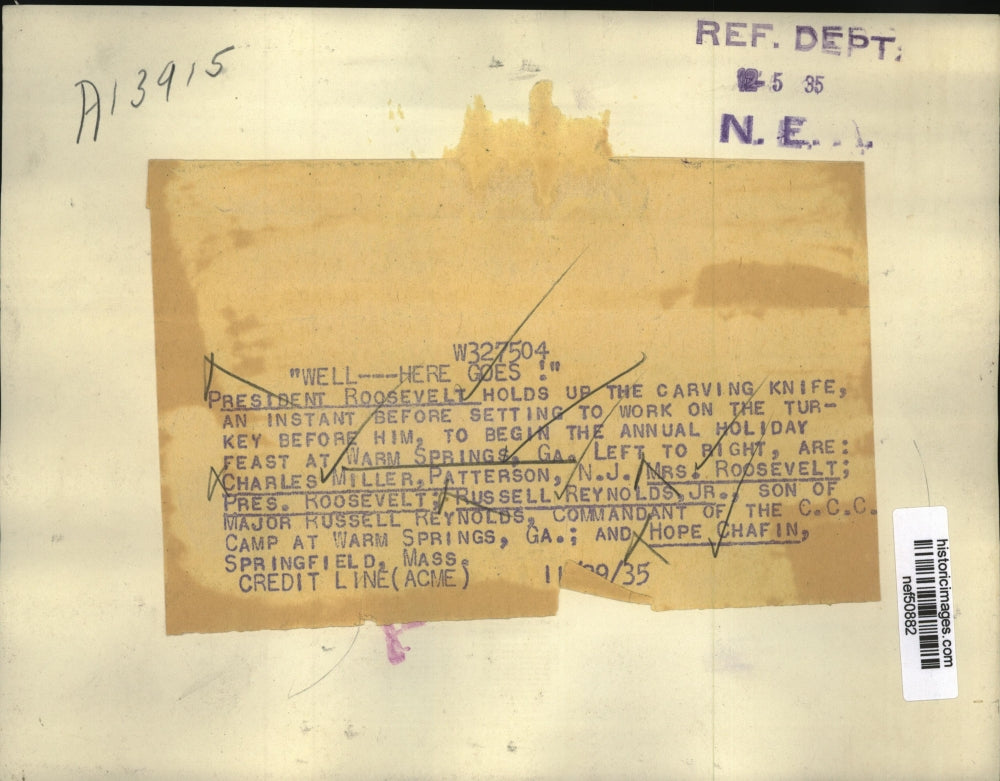 A13915
REF. DEPT.
5 35
N. E.
W327504
"WELL---HERE GOES !"
PRESIDENT ROOSEVELT HOLDS UP THE CARVING KNIFE,
AN INSTANT BEFORE SETTING TO WORK ON THE TUR-
KEY BEFORE HIM, TO BEGIN THE ANNUAL HOLIDAY
FEAST AT WARM SPRINGS, GA. LEFT TO RIGHT, ARE:
CHARLES MILLER, PATTERSON, N.J. MRS. ROOSEVELT;
PRES. ROOSEVELT; RUSSELL REYNOLDS, JR., SON OF
MAJOR RUSSELL REYNOLDS, COMMANDANT OF THE C.C.C.
CAMP AT WARM SPRINGS, GA.; AND HOPE CHAFIN,
SPRINGFIELD, MASS.
CREDIT LINE(ACME)
historicimages.com
nef50882